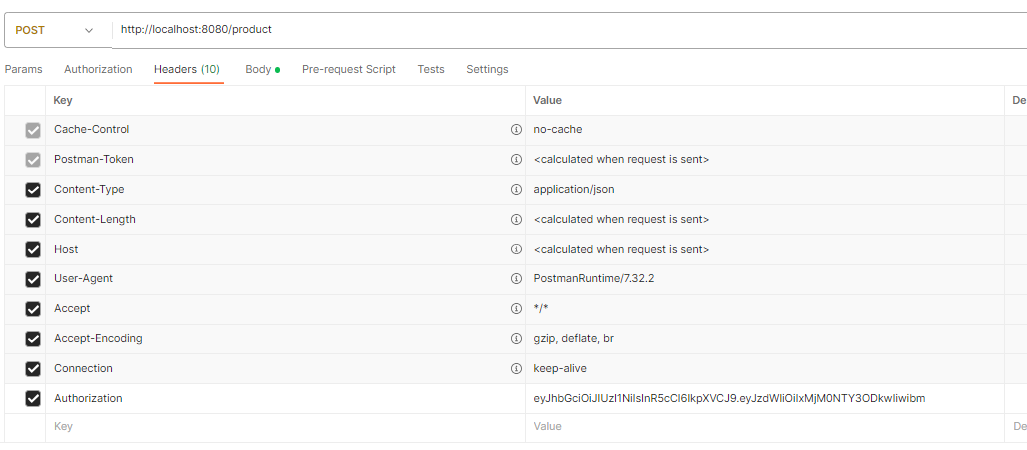 POST http://localhost:8080/product
Params Authorization Headers (10) Body Pre-request Script Tests Settings
Key Value De
Cache-Control no-cache
Postman-Token <calculated when request is sent>
Content-Type application/json
Content-Length <calculated when request is sent>
Host <calculated when request is sent>
User-Agent PostmanRuntime/7.32.2
Accept */*
Accept-Encoding gzip, deflate, br
Connection keep-alive
Authorization eyJhbGciOiJIUzI1NiIsInR5cCI6IkpXVCJ9.eyJzdWIiOiIxMjM0NTY3ODkwIiwibm
Key Value De